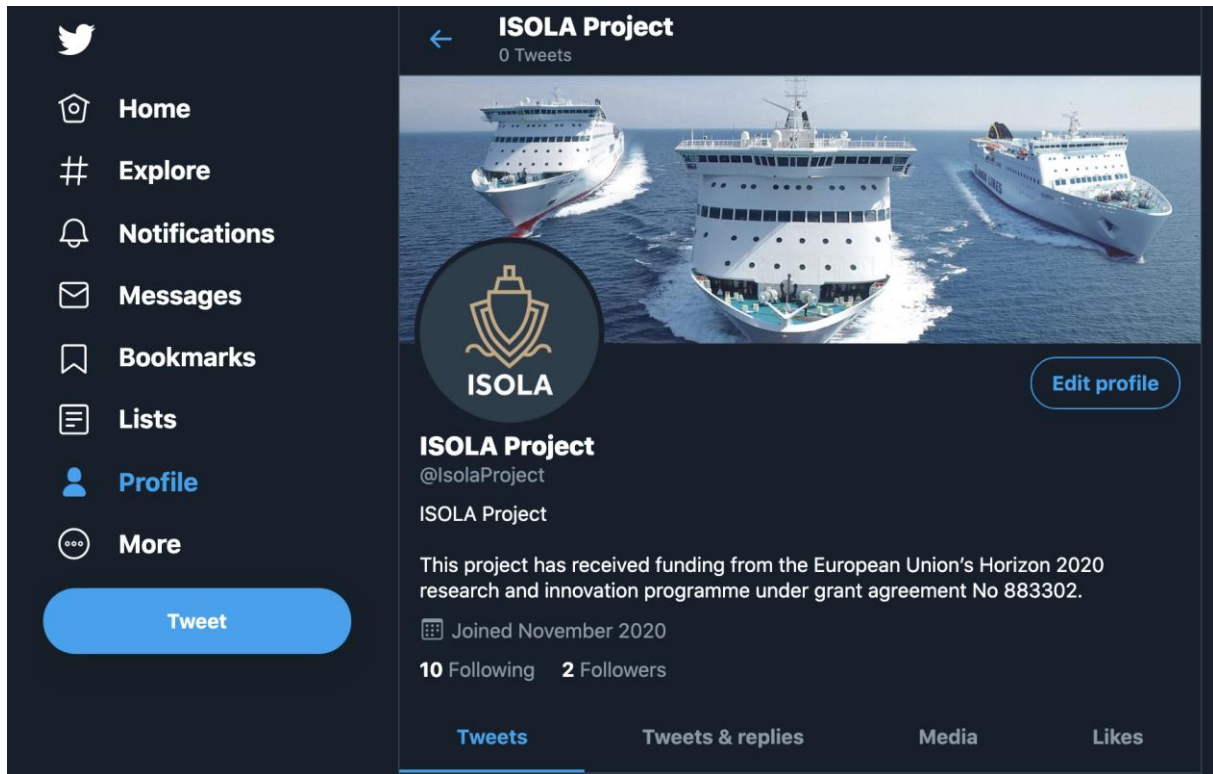 ISOLA Project
0 Tweets
Home
Explore
Notifications
Messages
Bookmarks
Lists
Profile
More
Tweet
LINES
ISOLA
Edit profile
ISOLA Project
@IsolaProject
ISOLA Project
This project has received funding from the European Union’s Horizon 2020
research and innovation programme under grant agreement No 883302.
Joined November 2020
10 Following 2 Followers
Tweets Tweets & replies Media Likes